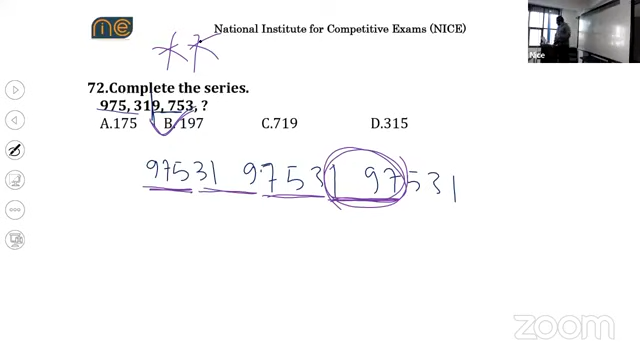 ne National Institute for Competitive Exams (NICE)
Nice
72.Complete the series.
975, 319, 753, ?
A.175 B. 197 C.719 D.315
97531 97531 97531
zoom